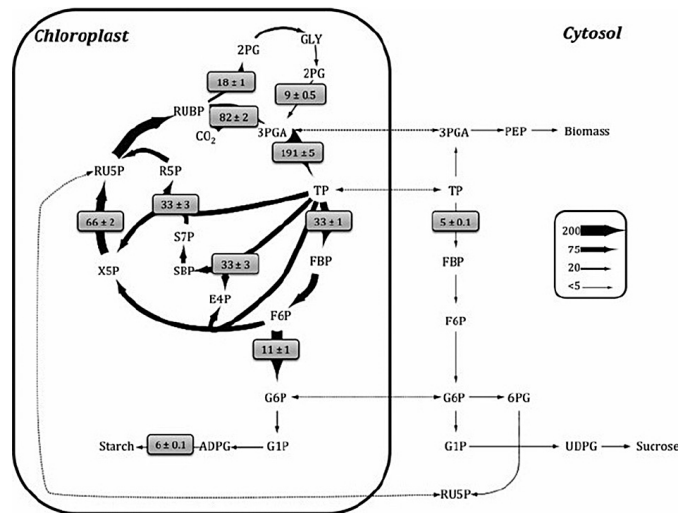 Chloroplast
Cytosol
2PG
GLY
18 ± 1
2PG
9 ± 0.5
RUBP
82 ± 2
CO2
3PGA
3PGA
PEP
Biomass
191 ± 5
RU5P
R5P
TP
TP
33 ± 3
33 ± 1
5 ± 0.1
66 ± 2
S7P
200
75
20
<5
X5P
SBP
33 ± 3
FBP
FBP
E4P
F6P
F6P
11 ± 1
G6P
G6P
6PG
Starch
6 ± 0.1
ADPG
G1P
G1P
UDPG
Sucrose
RU5P